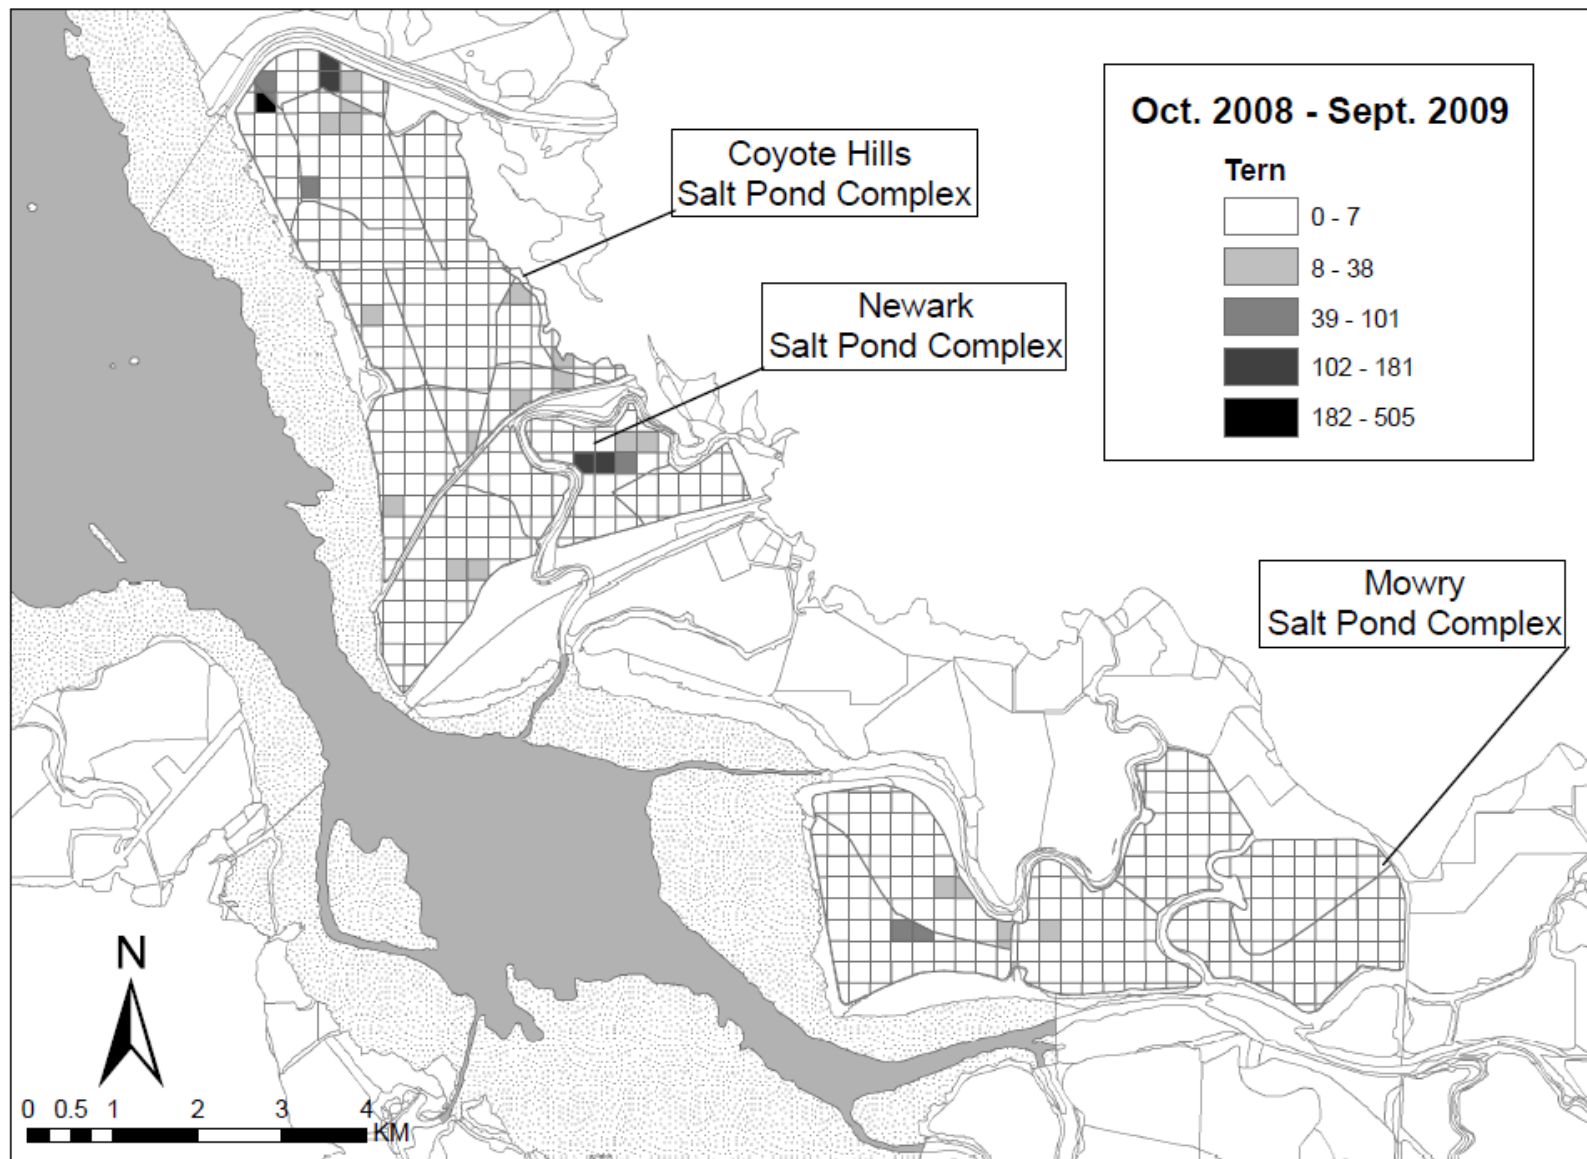 Oct. 2008 - Sept. 2009
Tern
0 - 7
8 - 38
39 - 101
102 - 181
182 - 505
Coyote Hills
Salt Pond Complex
Newark
Salt Pond Complex
Mowry
Salt Pond Complex
N
0 0.5 1 2 3 4
KM